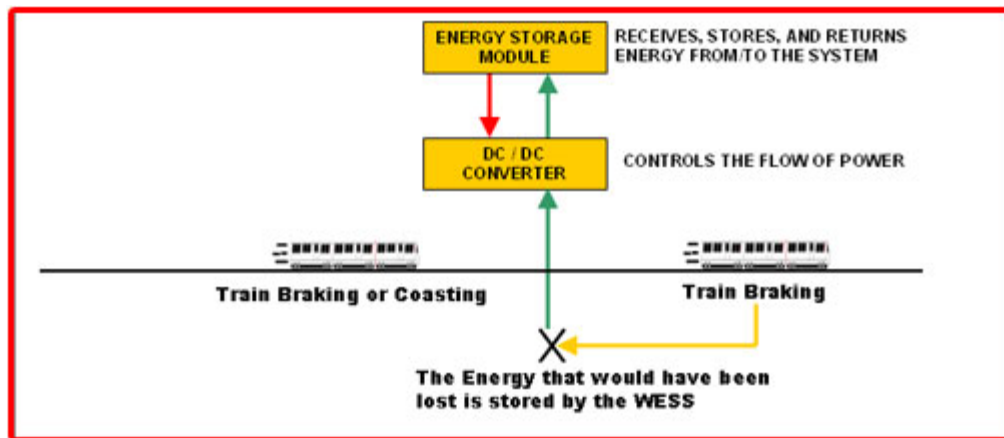 ENERGY STORAGE
MODULE
RECEIVES, STORES, AND RETURNS
ENERGY FROM/TO THE SYSTEM
DC / DC
CONVERTER
CONTROLS THE FLOW OF POWER
Train Braking or Coasting
Train Braking
The Energy that would have been
lost is stored by the WESS